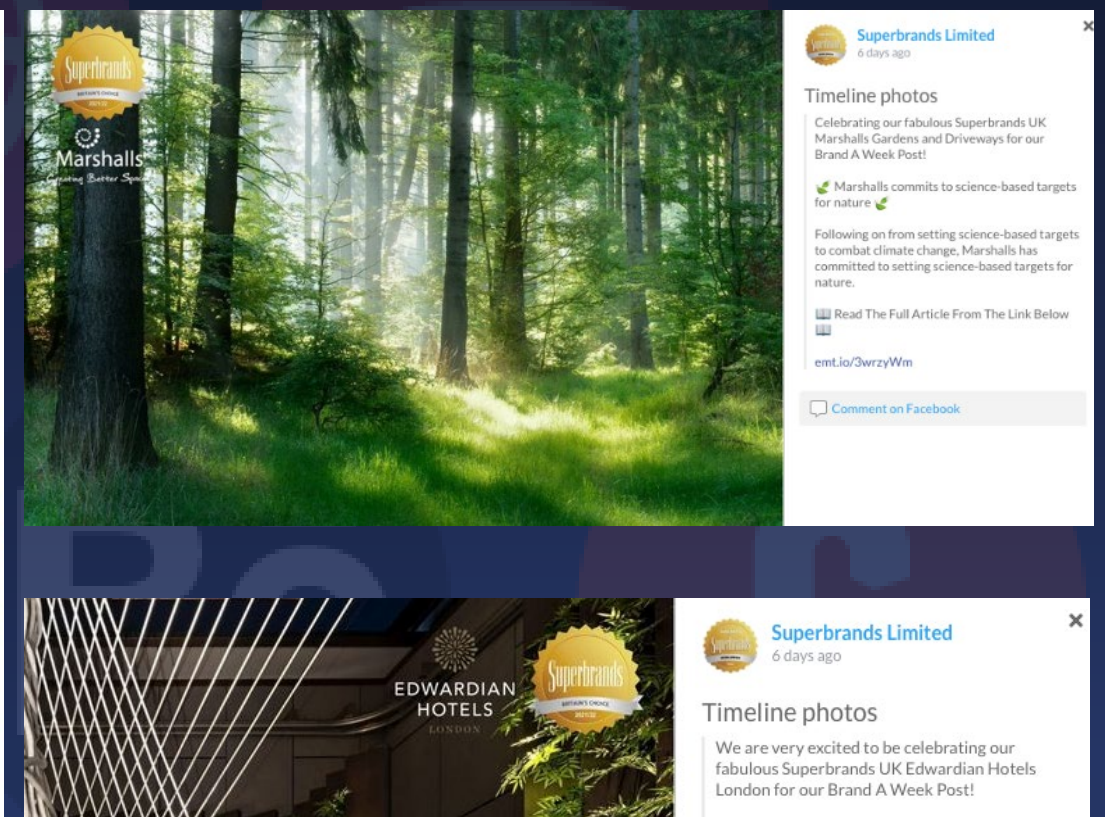 Superbrands
BRITAIN'S CHOICE
2021/22
Marshalls
Creating Better Spaces
Superbrands Limited
6 days ago
Timeline photos
Celebrating our fabulous Superbrands UK
Marshalls Gardens and Driveways for our
Brand A Week Post!
🌿 Marshalls commits to science-based targets
for nature 🌿
Following on from setting science-based targets
to combat climate change, Marshalls has
committed to setting science-based targets for
nature.
📖 Read The Full Article From The Link Below
📖
emt.io/3wrzyWm
Comment on Facebook
EDWARDIAN
HOTELS
LONDON
Superbrands
BRITAIN'S CHOICE
2021/22
Superbrands Limited
6 days ago
Timeline photos
We are very excited to be celebrating our
fabulous Superbrands UK Edwardian Hotels
London for our Brand A Week Post!